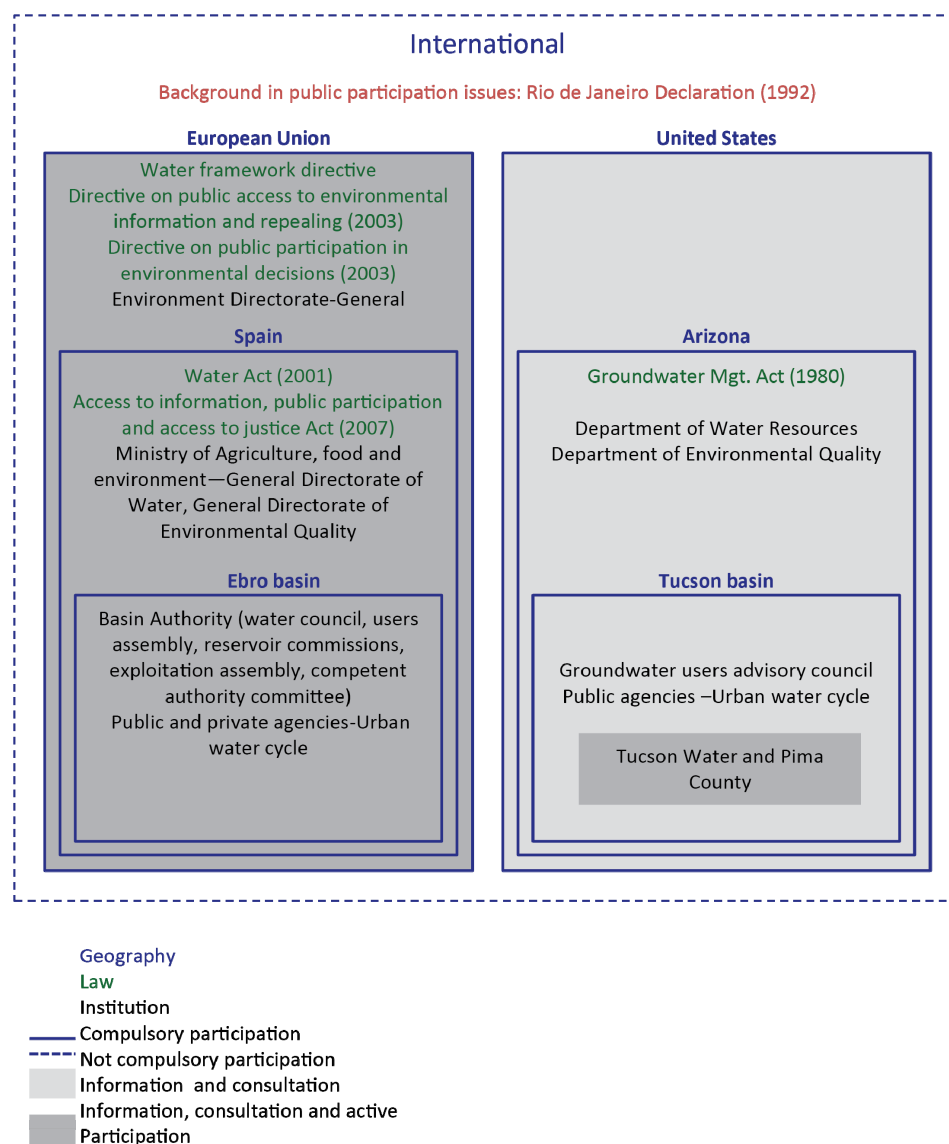 International
Background in public participation issues: Rio de Janeiro Declaration (1992)
European Union
Water framework directive
Directive on public access to environmental
information and repealing (2003)
Directive on public participation in
environmental decisions (2003)
Environment Directorate-General
Spain
Water Act (2001)
Access to information, public participation
and access to justice Act (2007)
Ministry of Agriculture, food and
environment—General Directorate of
Water, General Directorate of
Environmental Quality
Ebro basin
Basin Authority (water council, users
assembly, reservoir commissions,
exploitation assembly, competent
authority committee)
Public and private agencies-Urban
water cycle
United States
Arizona
Groundwater Mgt. Act (1980)
Department of Water Resources
Department of Environmental Quality
Tucson basin
Groundwater users advisory council
Public agencies –Urban water cycle
Tucson Water and Pima
County
Geography
Law
Institution
Compulsory participation
Not compulsory participation
Information and consultation
Information, consultation and active
Participation